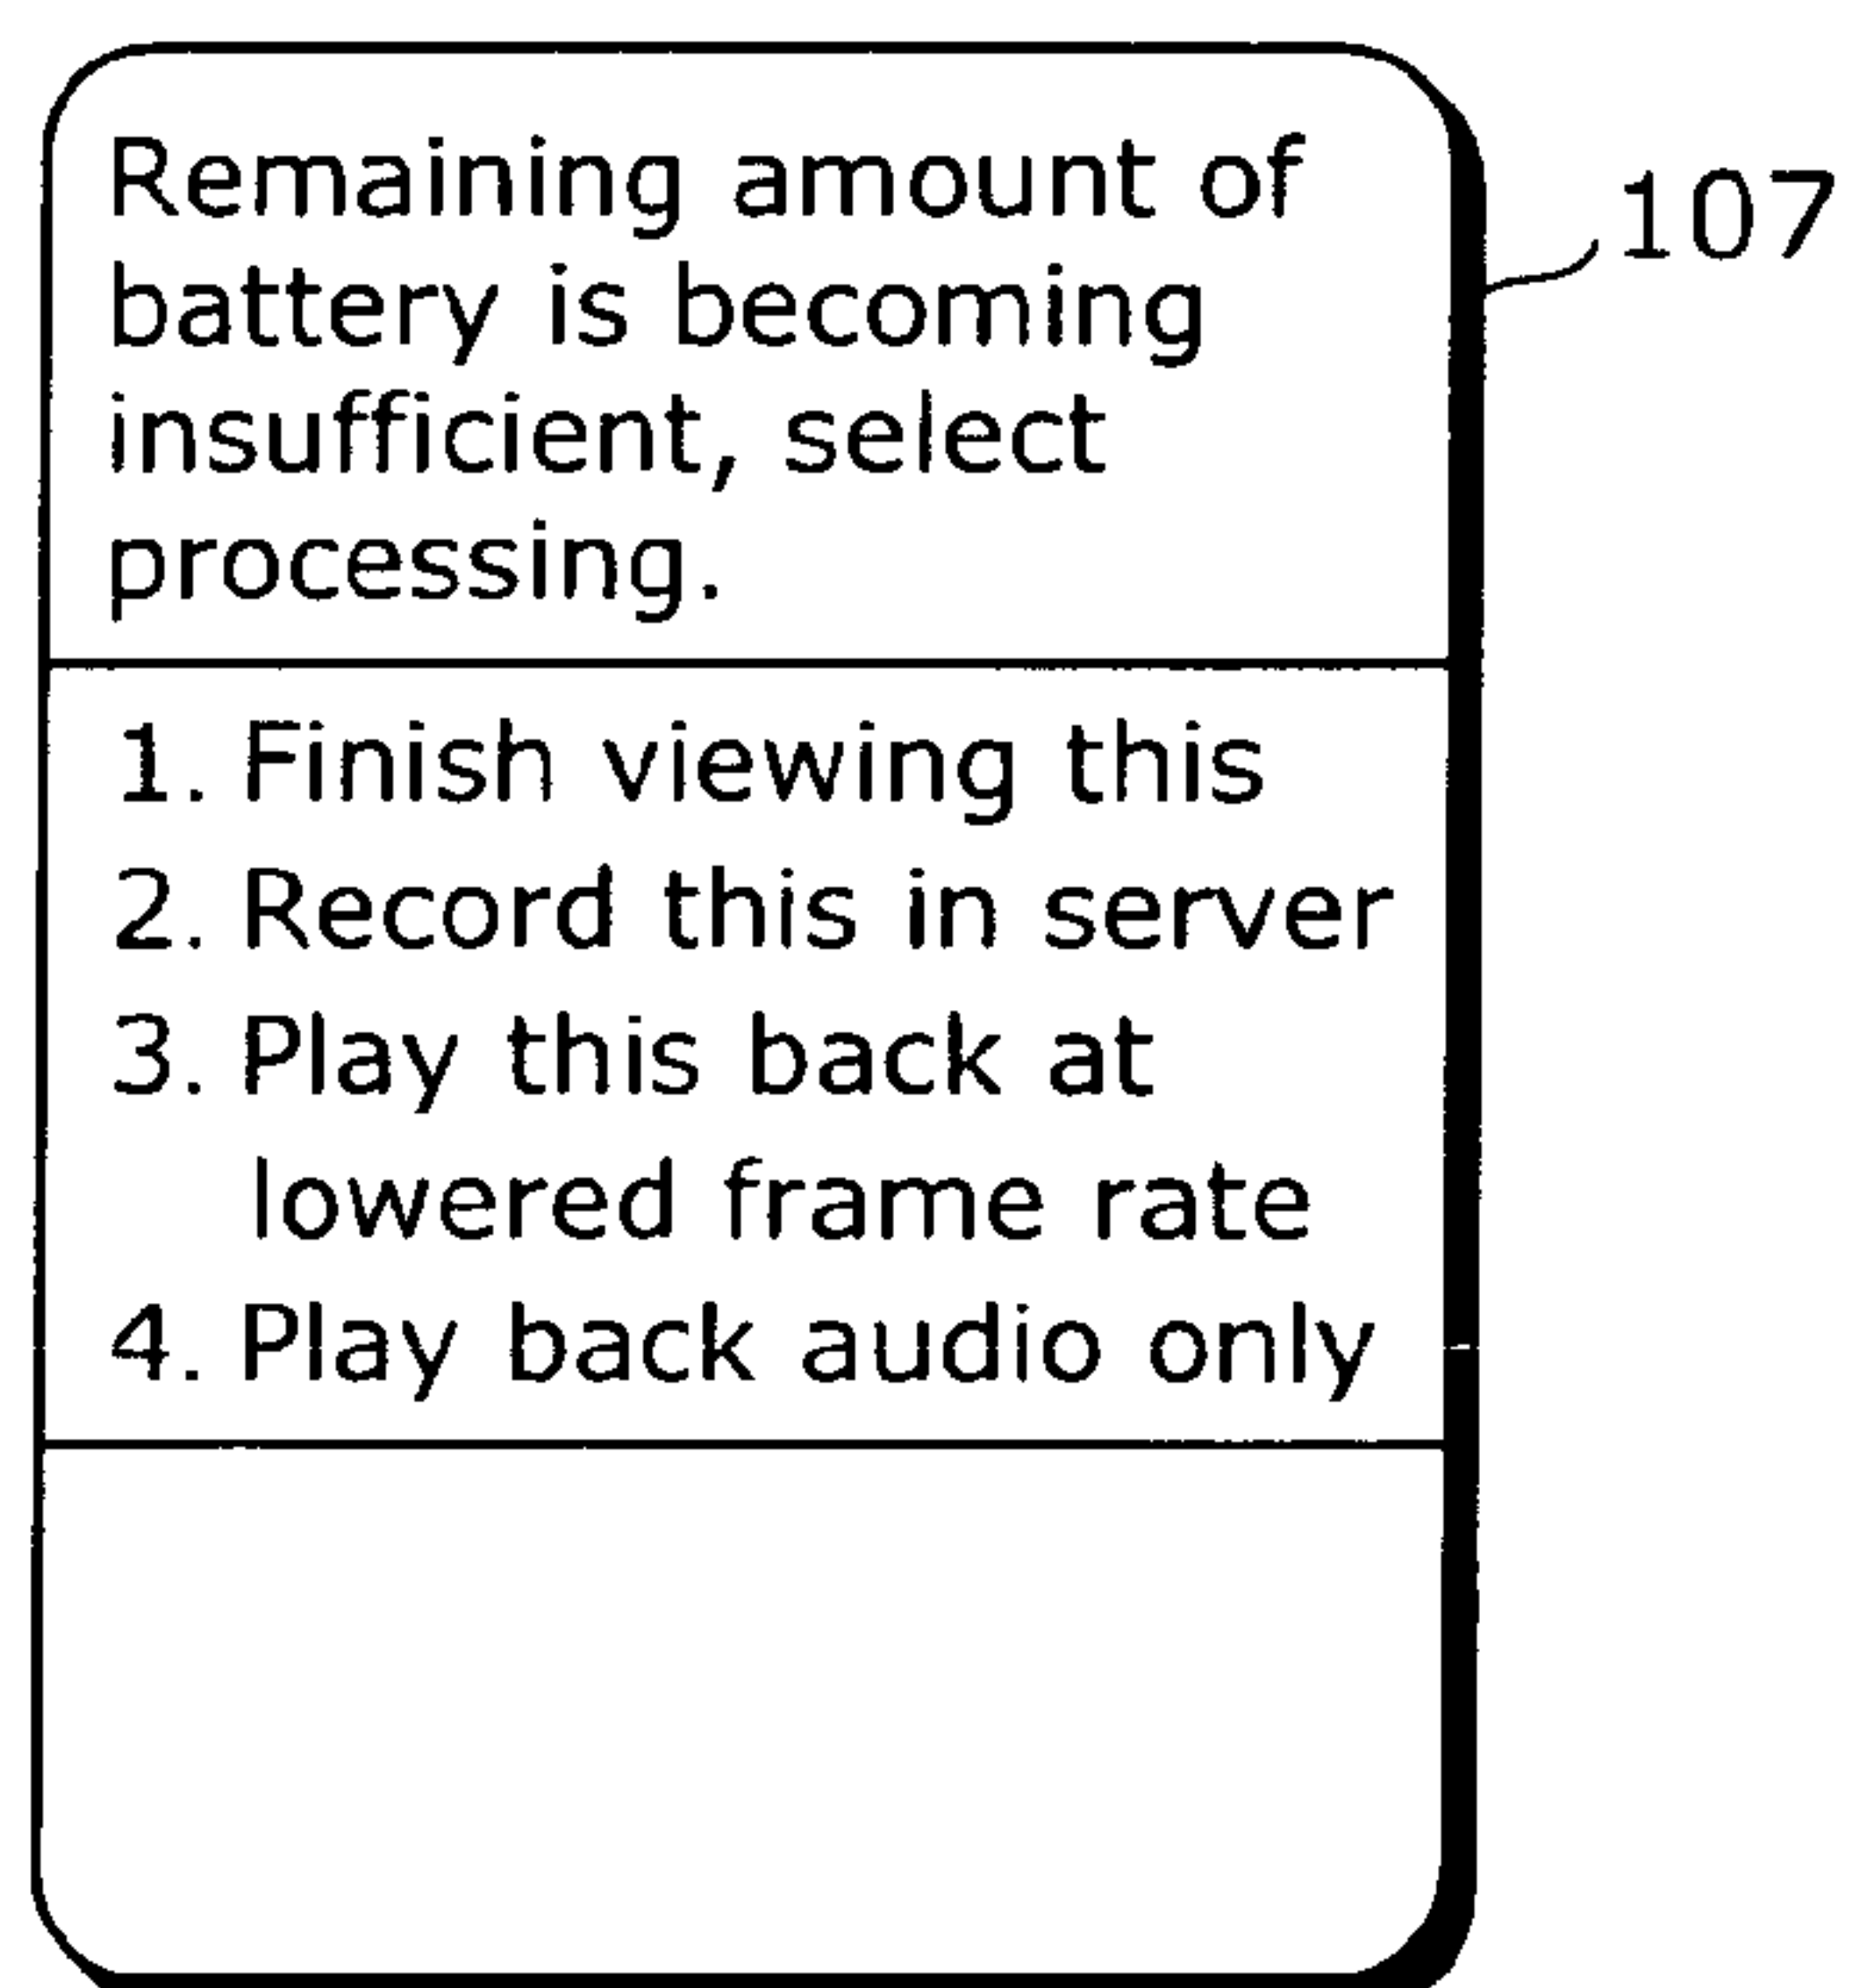 Remaining amount of
battery is becoming
insufficient, select
processing.
107
1. Finish viewing this
2. Record this in server
3. Play this back at
lowered frame rate
4. Play back audio only